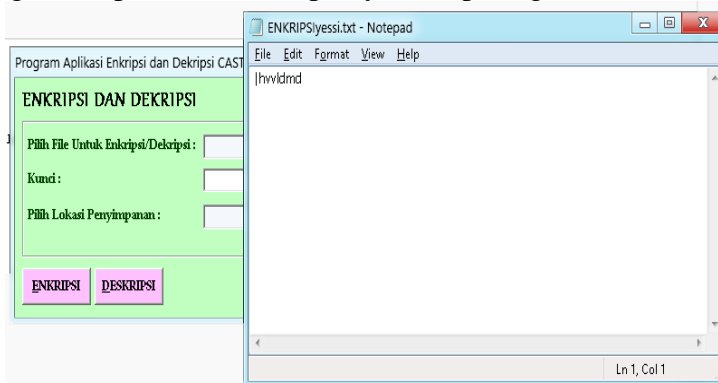 ENKRIPSIyessi.txt - Notepad
File Edit Format View Help
|hvvldmd
Program Aplikasi Enkripsi dan Dekripsi CAST
ENKRIPSI DAN DEKRIPSI
Pilih File Untuk Enkripsi/Dekripsi :
Kunci :
Pilih Lokasi Penyimpanan :
ENKRIPSI DESKRIPSI
Ln 1, Col 1